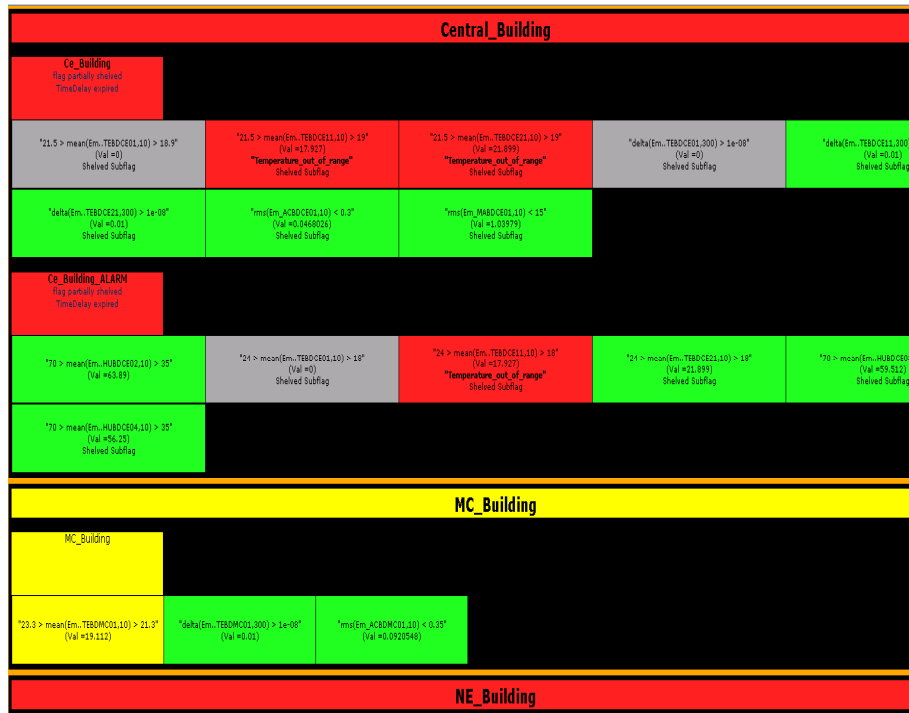 Central_Building
Ce_Building
flag partially shelved
TimeDelay expired
"21.5 > mean(Em..TEBDCE01,10) > 18.9"
(Val =0)
Shelved Subflag
"21.5 > mean(Em..TEBDCE11,10) > 19"
(Val =17.927)
"Temperature_out_of_range"
Shelved Subflag
"21.5 > mean(Em..TEBDCE21,10) > 19"
(Val =21.899)
"Temperature_out_of_range"
Shelved Subflag
"delta(Em..TEBDCE01,300) > 1e-08"
(Val =0)
Shelved Subflag
"delta(Em..TEBDCE11,300)
(Val =0.01)
Shelved Subflag
"delta(Em..TEBDCE21,300) > 1e-08"
(Val =0.01)
Shelved Subflag
"rms(Em_ACBDCE01,10) < 0.3"
(Val =0.0468026)
Shelved Subflag
"rms(Em_MABDCE01,10) < 15"
(Val =1.03979)
Shelved Subflag
Ce_Building_ALARM
flag partially shelved
TimeDelay expired
"70 > mean(Em..HUBDCE02,10) > 35"
(Val =63.89)
"24 > mean(Em..TEBDCE01,10) > 18"
(Val =0)
Shelved Subflag
"24 > mean(Em..TEBDCE11,10) > 18"
(Val =17.927)
"Temperature_out_of_range"
Shelved Subflag
"24 > mean(Em..TEBDCE21,10) > 18"
(Val =21.899)
Shelved Subflag
"70 > mean(Em..HUBDCE0
(Val =59.512)
Shelved Subflag
"70 > mean(Em..HUBDCE04,10) > 35"
(Val =56.25)
Shelved Subflag
MC_Building
MC_Building
"23.3 > mean(Em..TEBDMC01,10) > 21.3"
(Val =19.112)
"delta(Em..TEBDMC01,300) > 1e-08"
(Val =0.01)
"rms(Em_ACBDMC01,10) < 0.35"
(Val =0.0920548)
NE_Building